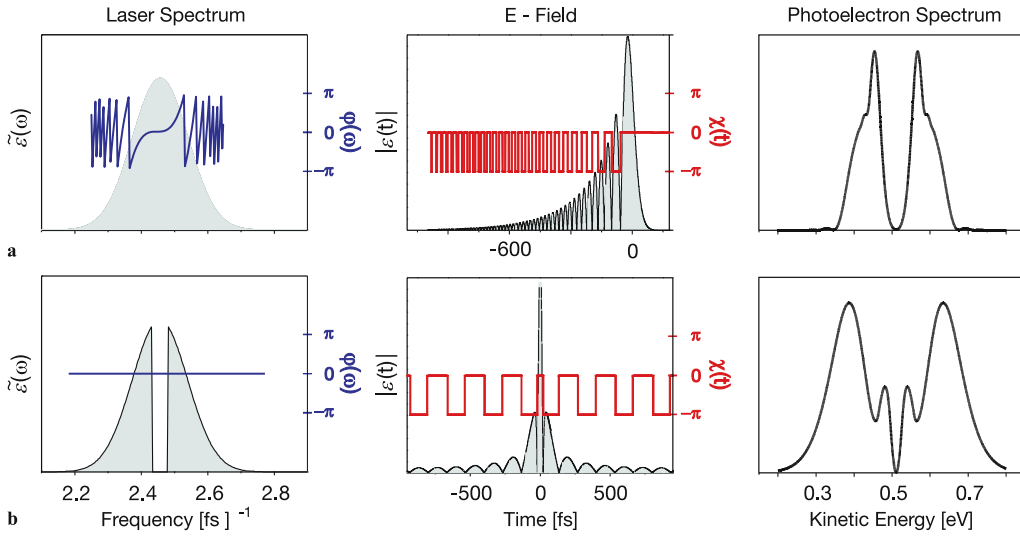 Laser Spectrum
E - Field
Photoelectron Spectrum
ε̃(ω)
π
0
-π
φ(ω)
|ε(t)|
π
0
-π
χ(t)
-600
0
a
ε̃(ω)
π
0
-π
φ(ω)
|ε(t)|
π
0
-π
χ(t)
2.2
2.4
2.6
2.8
-500
0
500
0.3
0.5
0.7
b
Frequency [fs ] -1
Time [fs]
Kinetic Energy [eV]